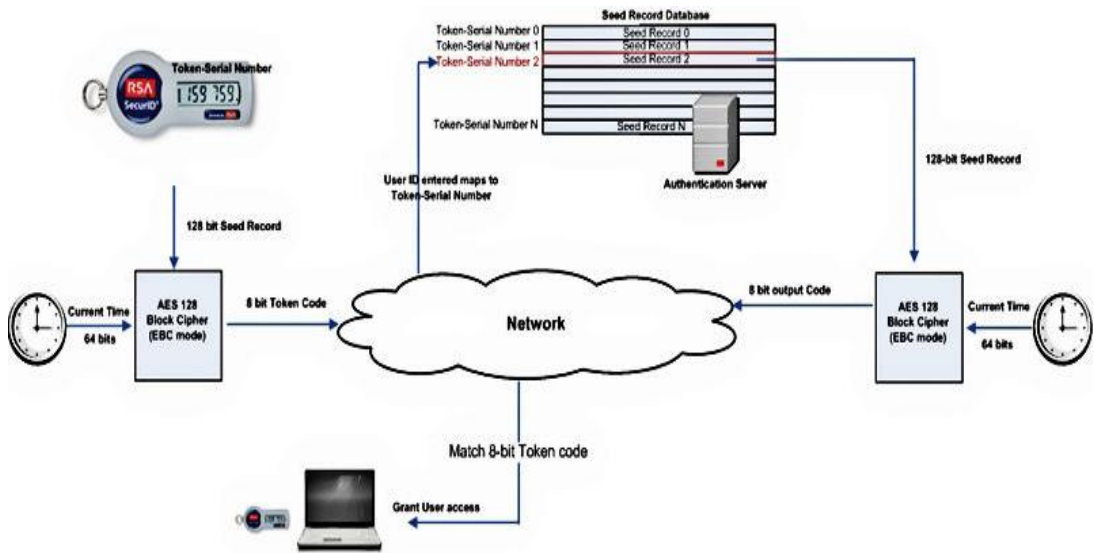 Seed Record Database
Token-Serial Number 0
Seed Record 0
Token-Serial Number 1
Seed Record 1
Token-Serial Number 2
Seed Record 2
Token-Serial Number N
Seed Record N
Token-Serial Number
RSA
SecurID
159 759
User ID entered maps to
Token-Serial Number
Authentication Server
128-bit Seed Record
128 bit Seed Record
Current Time
64 bits
AES 128
Block Cipher
(EBC mode)
8 bit Token Code
Network
8 bit output Code
AES 128
Block Cipher
(EBC mode)
Current Time
64 bits
Match 8-bit Token code
Grant User access